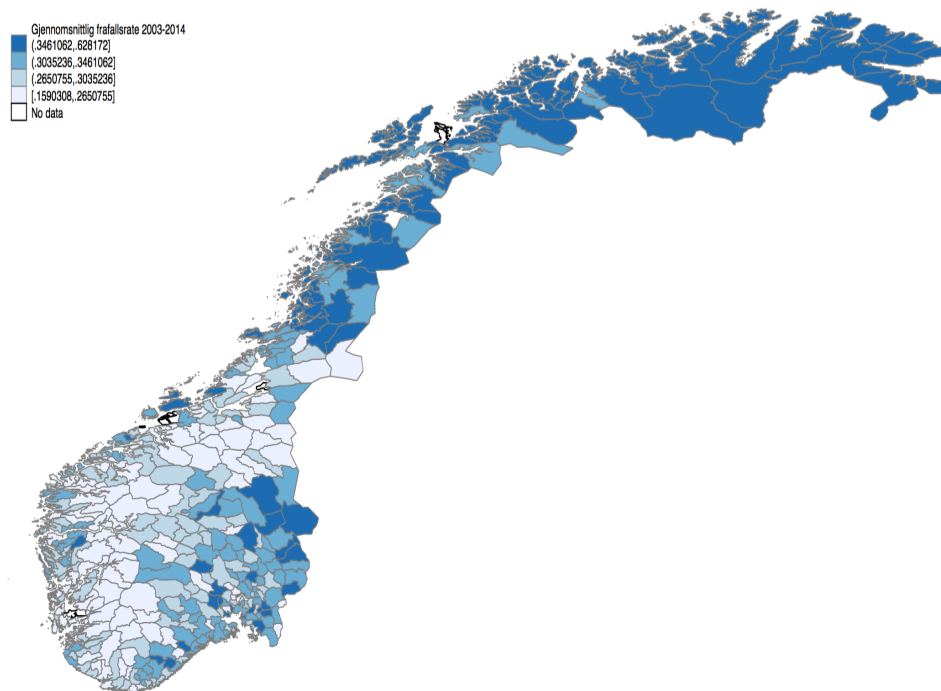 Gjennomsnittlig frafallsrate 2003-2014
(.3461062,.628172]
(.3035236,.3461062]
(.2650755,.3035236]
[.1590308,.2650755]
No data